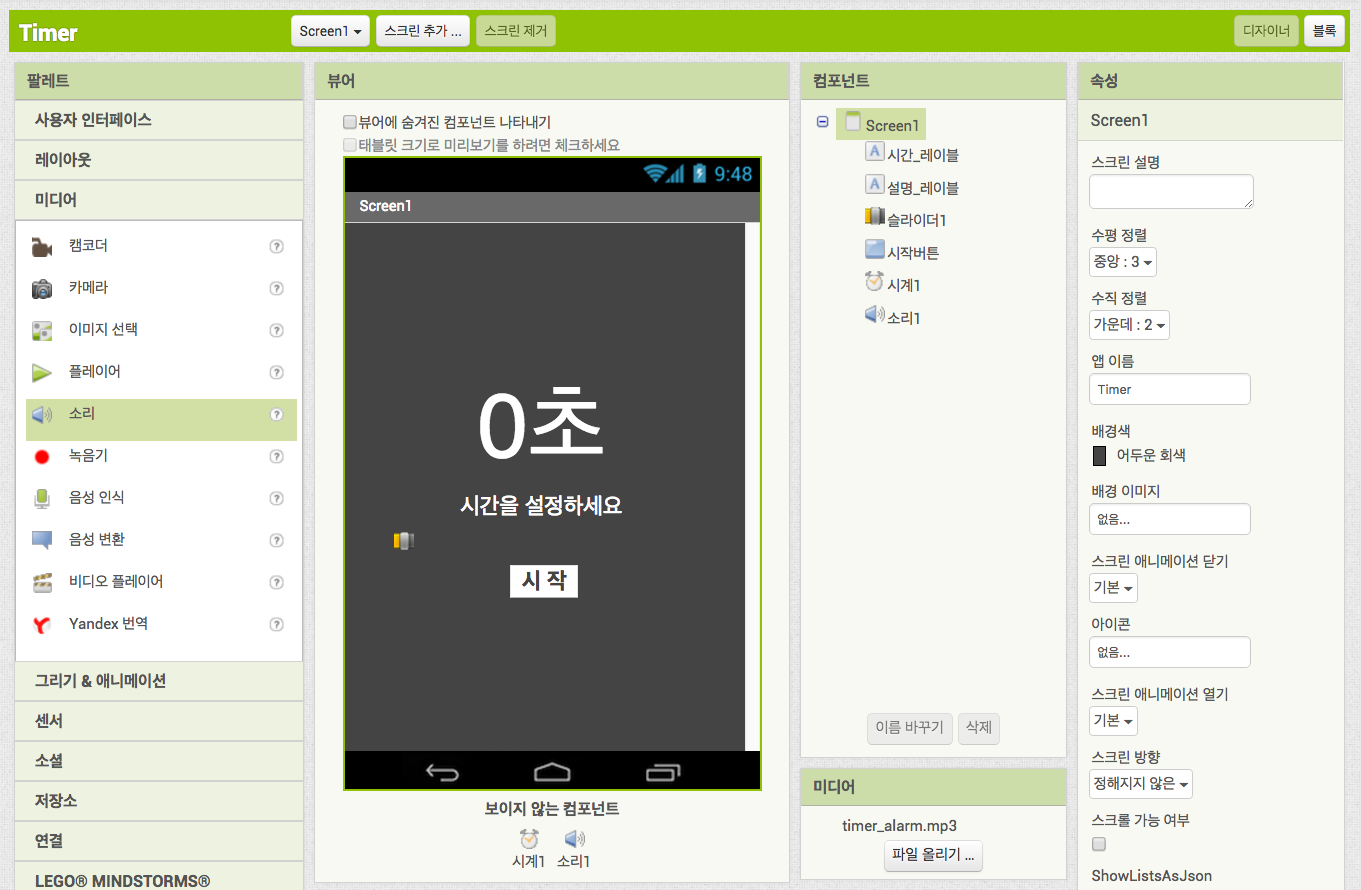 Timer
Screen1
스크린 추가 ...
스크린 제거
디자이너
블록
팔레트
사용자 인터페이스
레이아웃
미디어
캠코더
?
카메라
?
이미지 선택
?
플레이어
?
소리
?
녹음기
?
음성 인식
?
음성 변환
?
비디오 플레이어
?
Yandex 번역
?
그리기 & 애니메이션
센서
소셜
저장소
연결
LEGO® MINDSTORMS®
뷰어
뷰어에 숨겨진 컴포넌트 나타내기
태블릿 크기로 미리보기를 하려면 체크하세요
9:48
Screen1
0초
시간을 설정하세요
시 작
보이지 않는 컴포넌트
시계1
소리1
컴포넌트
Screen1
A 시간_레이블
A 설명_레이블
슬라이더1
시작버튼
시계1
소리1
이름 바꾸기
삭제
미디어
timer_alarm.mp3
파일 올리기 ...
속성
Screen1
스크린 설명
수평 정렬
중앙 : 3
수직 정렬
가운데 : 2
앱 이름
Timer
배경색
어두운 회색
배경 이미지
없음...
스크린 애니메이션 닫기
기본
아이콘
없음...
스크린 애니메이션 열기
기본
스크린 방향
정해지지 않은
스크롤 가능 여부
ShowListsAsJson